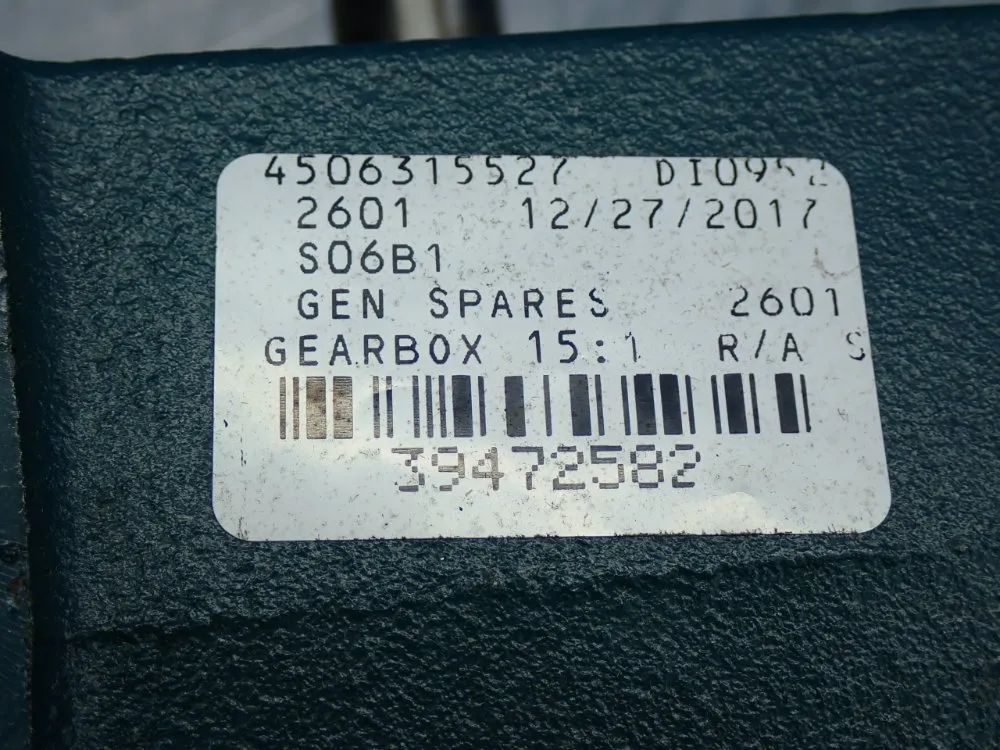 4506315527
2601 12/27/2017
S06B1
GEN SPARES 2601
GEARBOX 15:1 R/A S
39472582